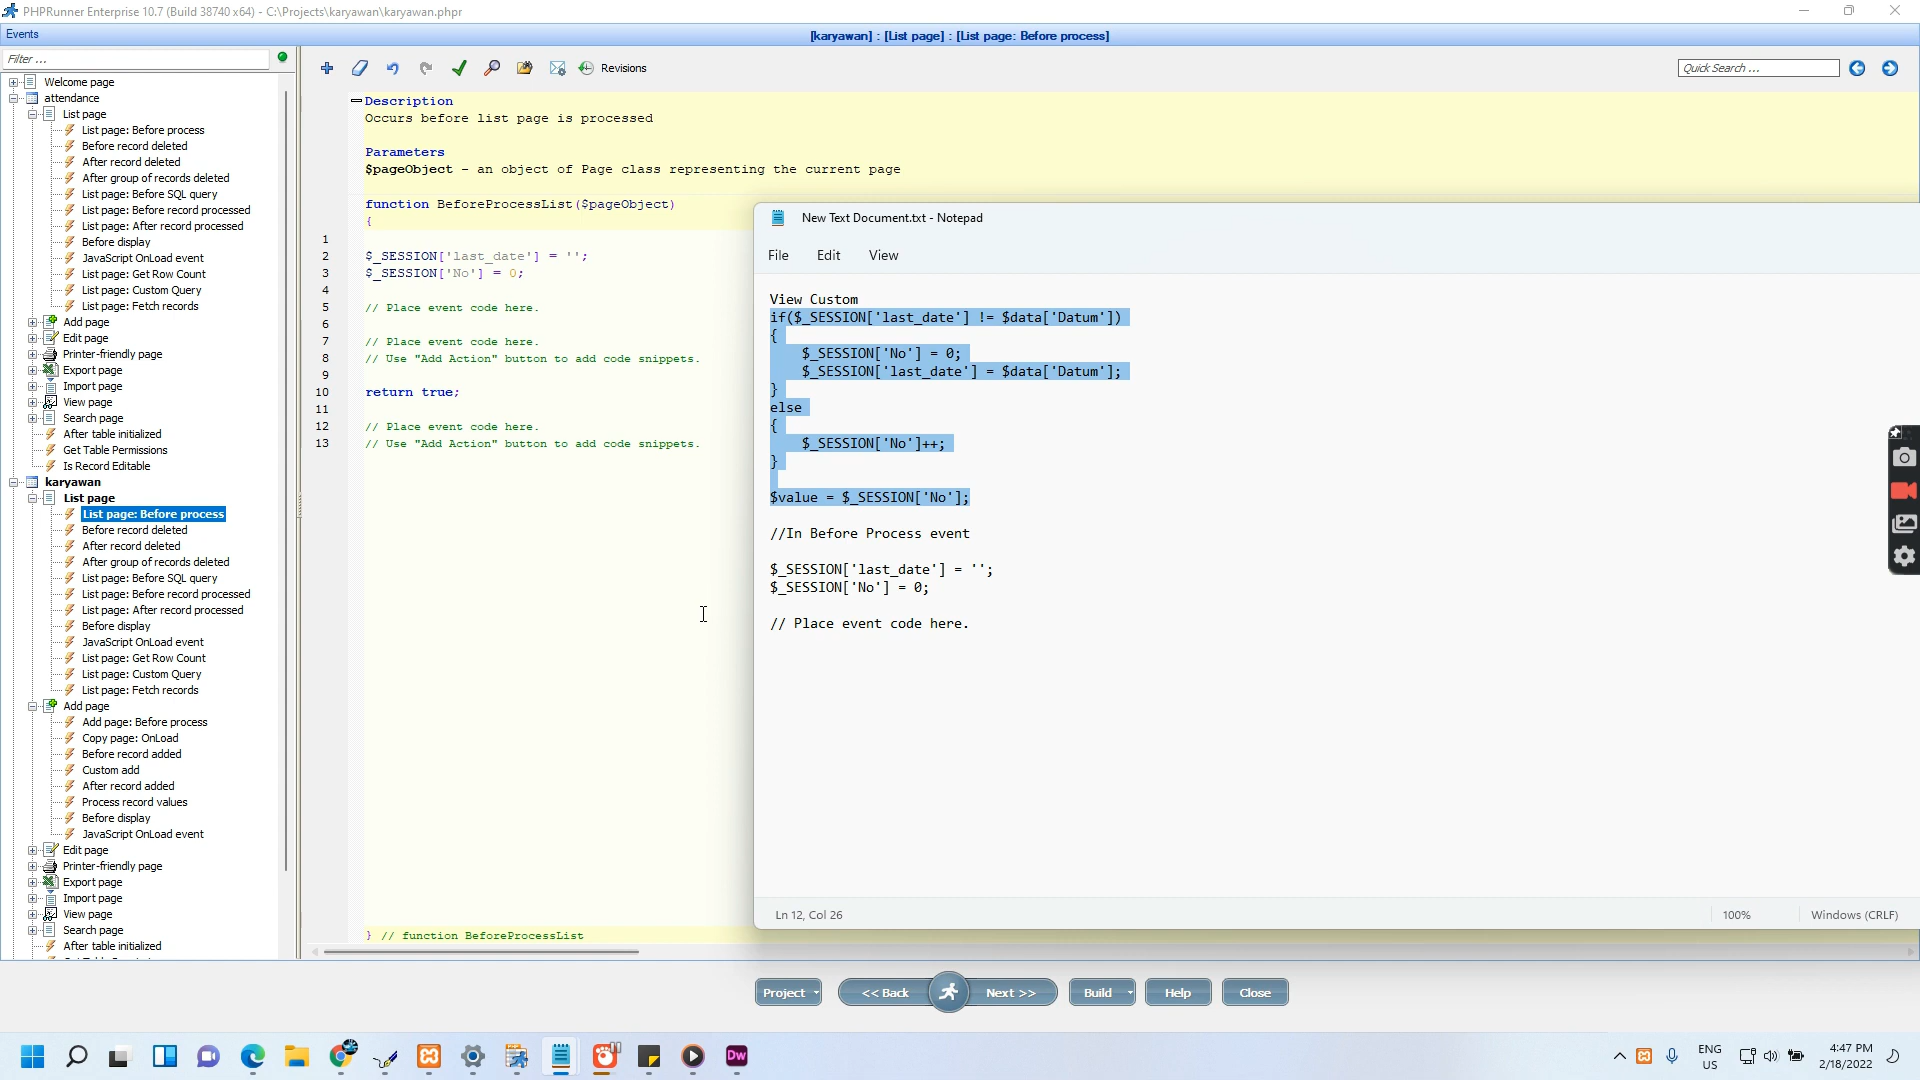 PHPRunner Enterprise 10.7 (Build 38740 x64) - C:\Projects\karyawan\karyawan.phpr
Events
[karyawan] : [List page] : [List page: Before process]
Filter ...
Revisions
Quick Search ...
Welcome page
attendance
List page
List page: Before process
Before record deleted
After record deleted
After group of records deleted
List page: Before SQL query
List page: Before record processed
List page: After record processed
Before display
JavaScript OnLoad event
List page: Get Row Count
List page: Custom Query
List page: Fetch records
Add page
Edit page
Printer-friendly page
Export page
Import page
View page
Search page
After table initialized
Get Table Permissions
Is Record Editable
karyawan
List page
List page: Before process
Before record deleted
After record deleted
After group of records deleted
List page: Before SQL query
List page: Before record processed
List page: After record processed
Before display
JavaScript OnLoad event
List page: Get Row Count
List page: Custom Query
List page: Fetch records
Add page
Add page: Before process
Copy page: OnLoad
Before record added
Custom add
After record added
Process record values
Before display
JavaScript OnLoad event
Edit page
Printer-friendly page
Export page
Import page
View page
Search page
After table initialized
Description
Occurs before list page is processed
Parameters
$pageObject - an object of Page class representing the current page
function BeforeProcessList($pageObject)
{
1
2 $_SESSION['last_date'] = '';
3 $_SESSION['No'] = 0;
4
5 // Place event code here.
6
7 // Place event code here.
8 // Use "Add Action" button to add code snippets.
9
10 return true;
11
12 // Place event code here.
13 // Use "Add Action" button to add code snippets.
} // function BeforeProcessList
New Text Document.txt - Notepad
File Edit View
View Custom
if($_SESSION['last_date'] != $data['Datum'])
{
$_SESSION['No'] = 0;
$_SESSION['last_date'] = $data['Datum'];
}
else
{
$_SESSION['No']++;
}
$value = $_SESSION['No'];
//In Before Process event
$_SESSION['last_date'] = '';
$_SESSION['No'] = 0;
// Place event code here.
Ln 12, Col 26
100%
Windows (CRLF)
Project
<< Back
Next >>
Build
Help
Close
Dw
ENG
US
4:47 PM
2/18/2022